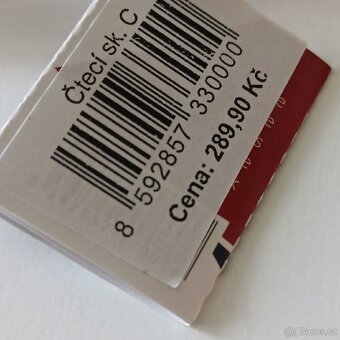 Čtecí sk. C
8 592857 330000
Cena: 289,90 Kč